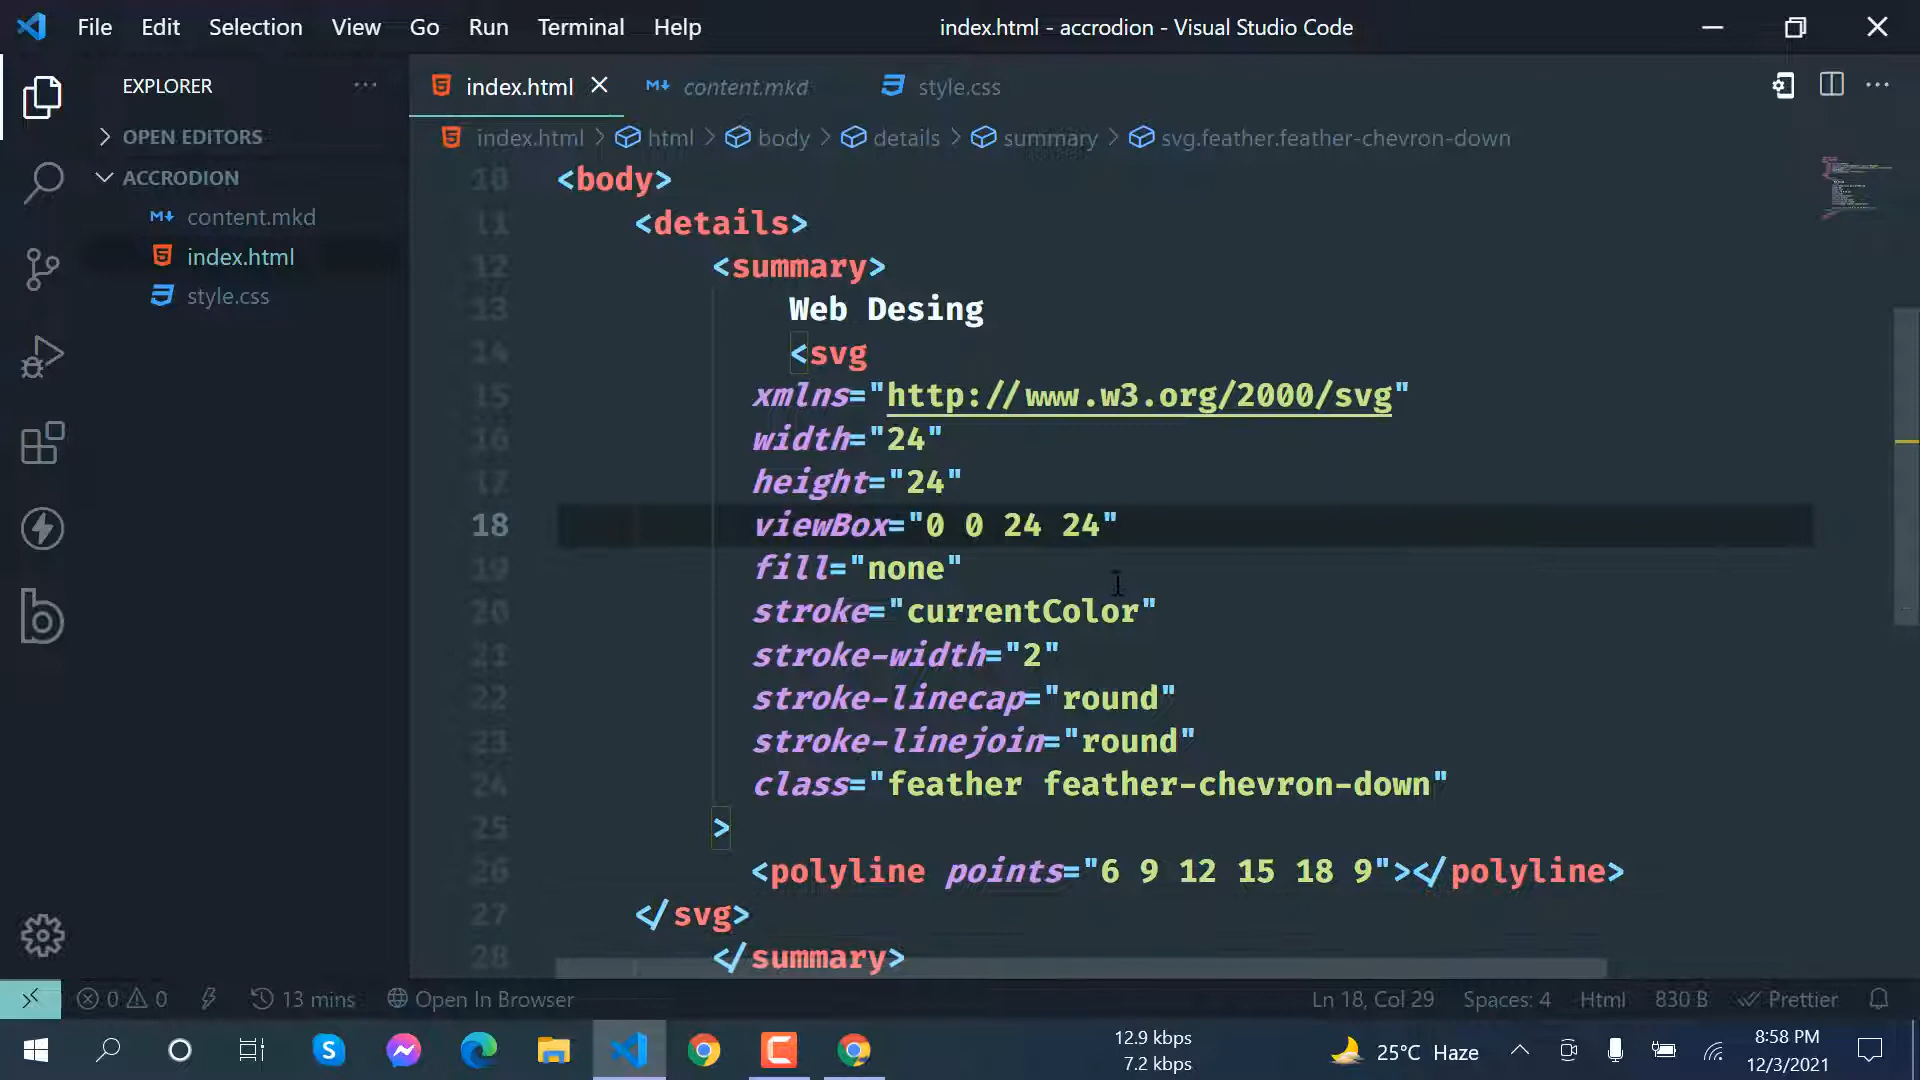 File Edit Selection View Go Run Terminal Help
index.html - accrodion - Visual Studio Code
EXPLORER
OPEN EDITORS
ACCRODION
content.mkd
index.html
style.css
index.html content.mkd style.css
index.html > html > body > details > summary > svg.feather.feather-chevron-down
10 <body>
11 <details>
12 <summary>
13 Web Desing
14 <svg
15 xmlns="http://www.w3.org/2000/svg"
16 width="24"
17 height="24"
18 viewBox="0 0 24 24"
19 fill="none"
20 stroke="currentColor"
21 stroke-width="2"
22 stroke-linecap="round"
23 stroke-linejoin="round"
24 class="feather feather-chevron-down"
25 >
26 <polyline points="6 9 12 15 18 9"></polyline>
27 </svg>
28 </summary>
0 0 13 mins Open In Browser Ln 18, Col 29 Spaces: 4 Html 830 B Prettier
12.9 kbps
7.2 kbps
25°C Haze
8:58 PM
12/3/2021